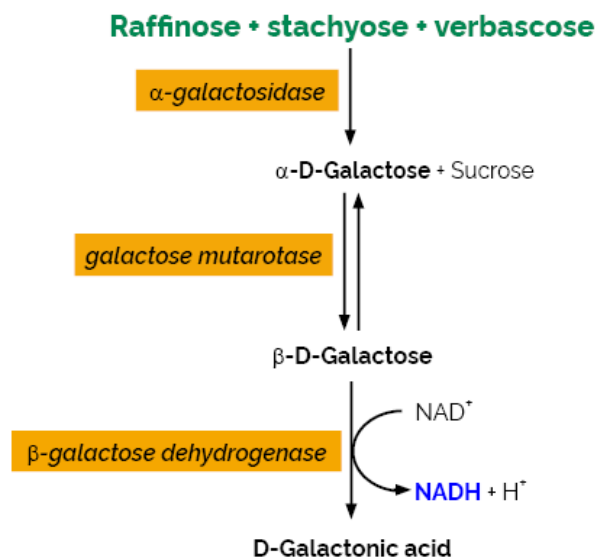 Raffinose + stachyose + verbascose
α-galactosidase
α-D-Galactose + Sucrose
galactose mutarotase
β-D-Galactose
NAD⁺
β-galactose dehydrogenase
NADH + H⁺
D-Galactonic acid